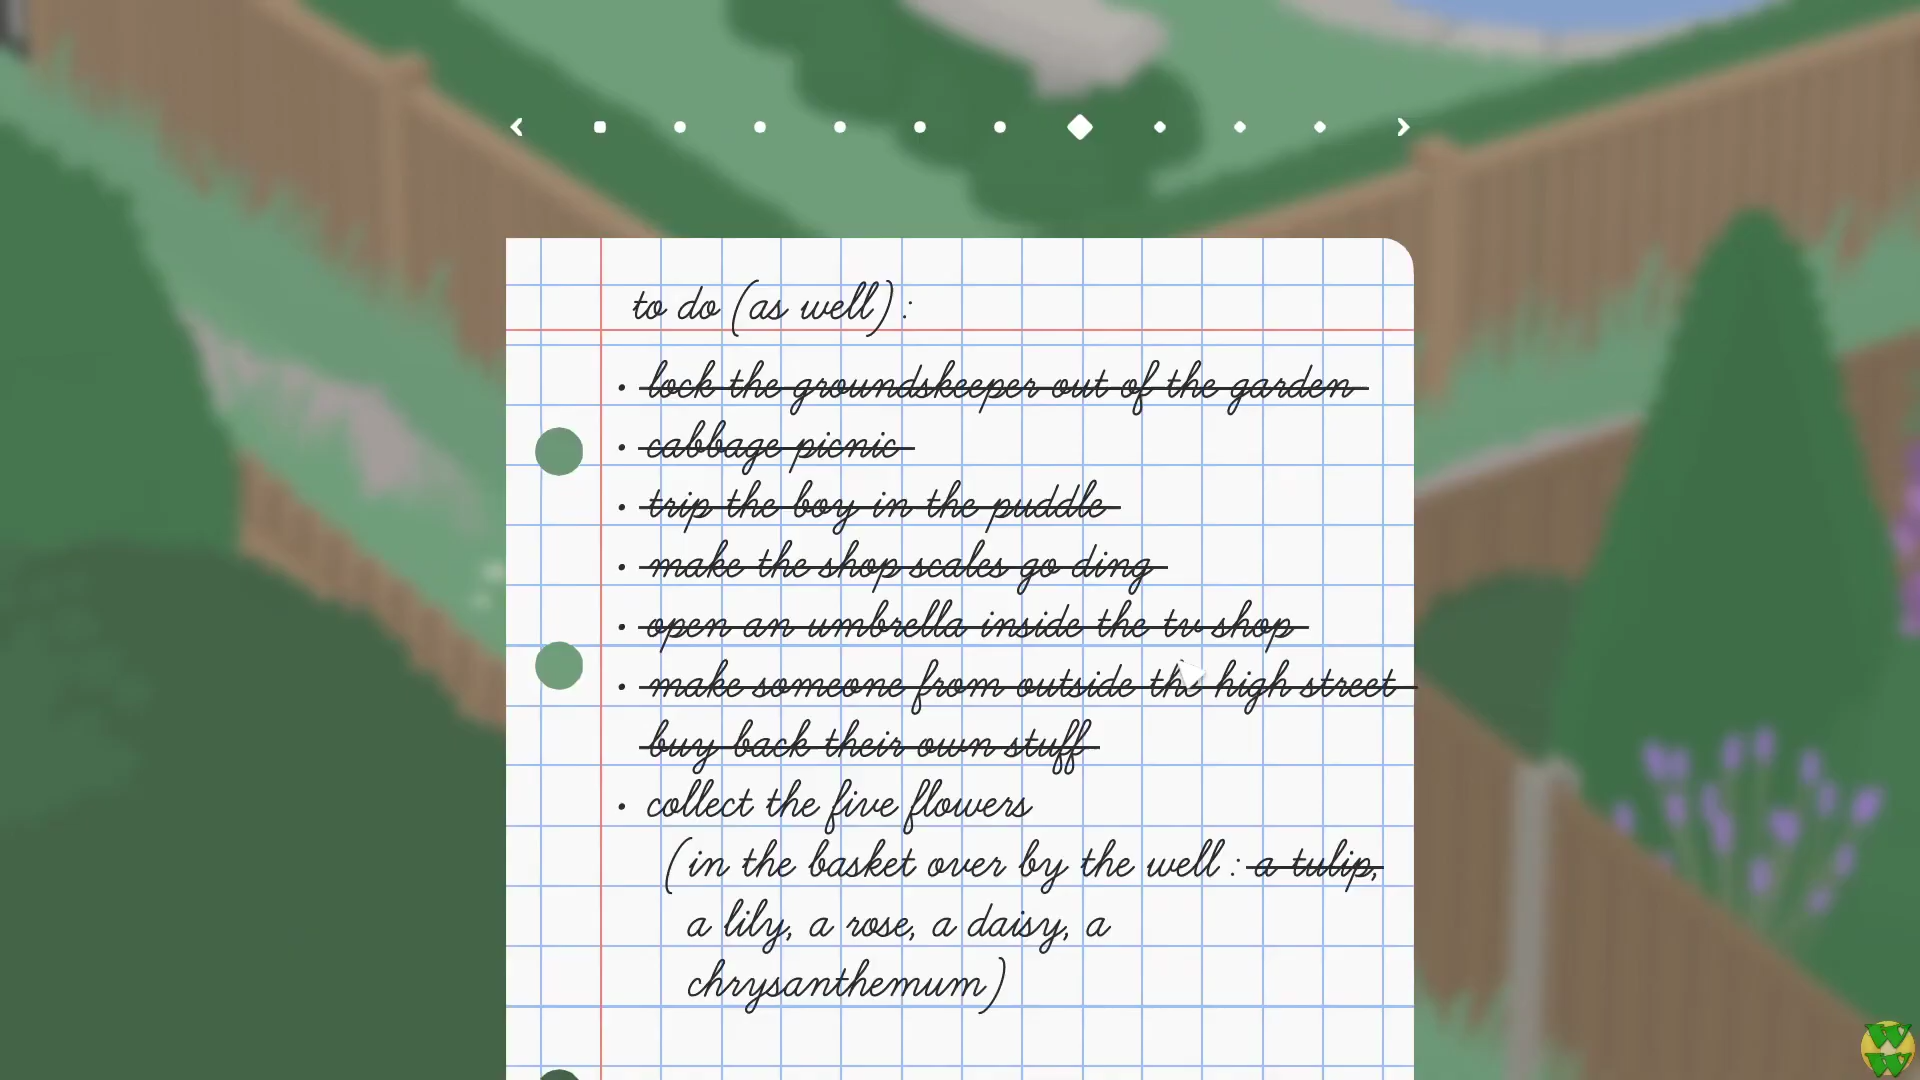 to do (as well) :
• lock the groundskeeper out of the garden
• cabbage picnic
• trip the boy in the puddle
• make the shop scales go ding
• open an umbrella inside the tv shop
• make someone from outside the high street
buy back their own stuff
• collect the five flowers
(in the basket over by the well : a tulip,
a lily, a rose, a daisy, a
chrysanthemum)
W
W